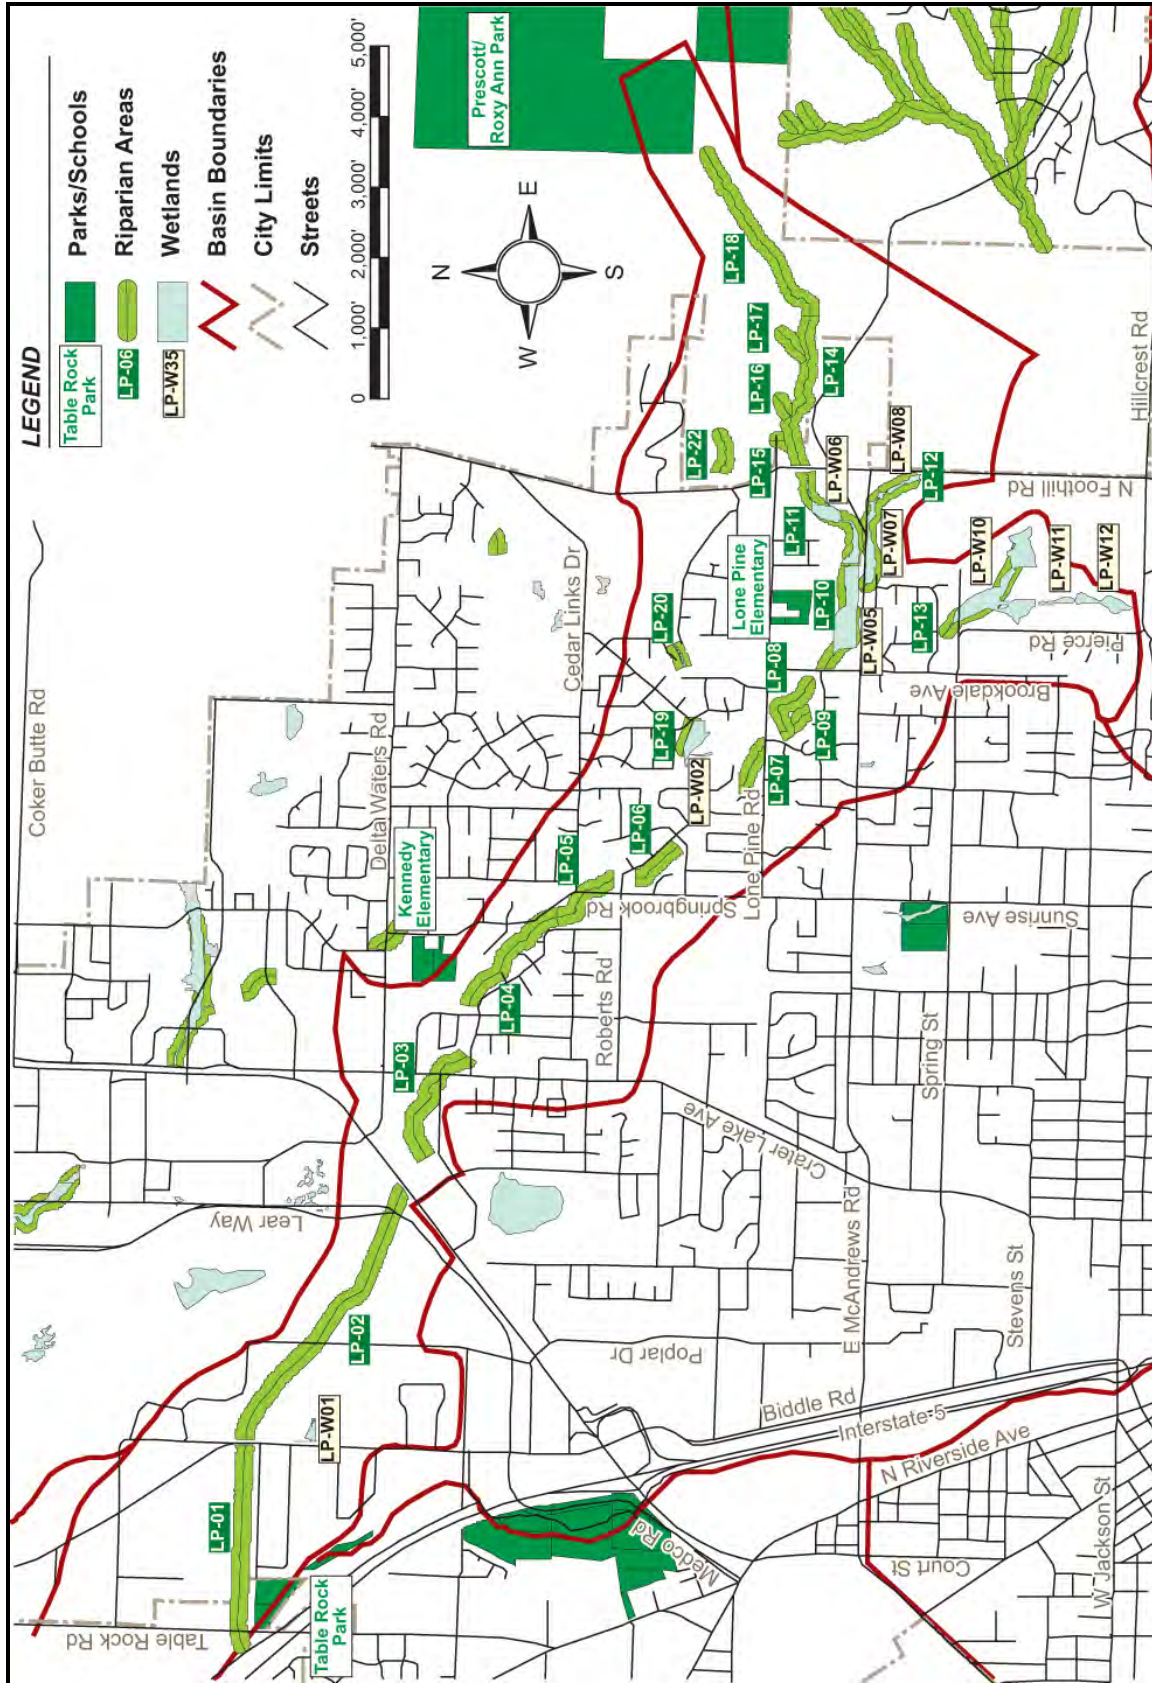 LEGEND
Table Rock
Park
Parks/Schools
LP-06
Riparian Areas
LP-W35
Wetlands
Basin Boundaries
City Limits
Streets
0
1,000'
2,000'
3,000'
4,000'
5,000'
N
E
S
W
Prescott/
Roxy Ann Park
Coker Butte Rd
Delta Waters Rd
Cedar Links Dr
Kennedy
Elementary
Lone Pine
Elementary
Table Rock
Park
LP-01
LP-02
LP-03
LP-04
LP-05
LP-06
LP-07
LP-08
LP-09
LP-10
LP-11
LP-12
LP-13
LP-14
LP-15
LP-16
LP-17
LP-18
LP-19
LP-20
LP-22
LP-W01
LP-W02
LP-W05
LP-W06
LP-W07
LP-W08
LP-W10
LP-W11
LP-W12
Table Rock Rd
Lear Way
Springbrook Rd
Roberts Rd
Lone Pine Rd
Crater Lake Ave
Poplar Dr
Biddle Rd
Interstate 5
N Riverside Ave
Medco Rd
Court St
W Jackson St
Stevens St
Spring St
E McAndrews Rd
Sunrise Ave
Brookdale Ave
Pierce Rd
N Foothill Rd
Hillcrest Rd